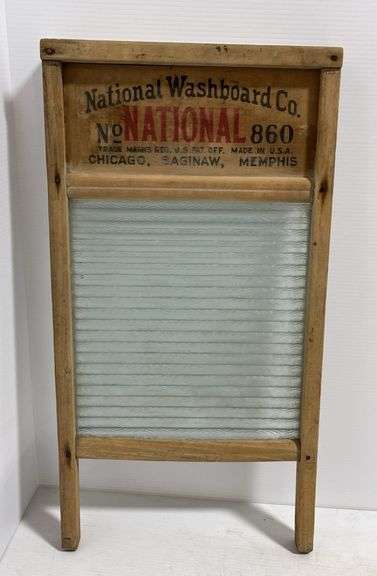 National Washboard Co.
No NATIONAL 860
TRADE MARKS REG. U.S. PAT. OFF. MADE IN U.S.A.
CHICAGO, SAGINAW, MEMPHIS